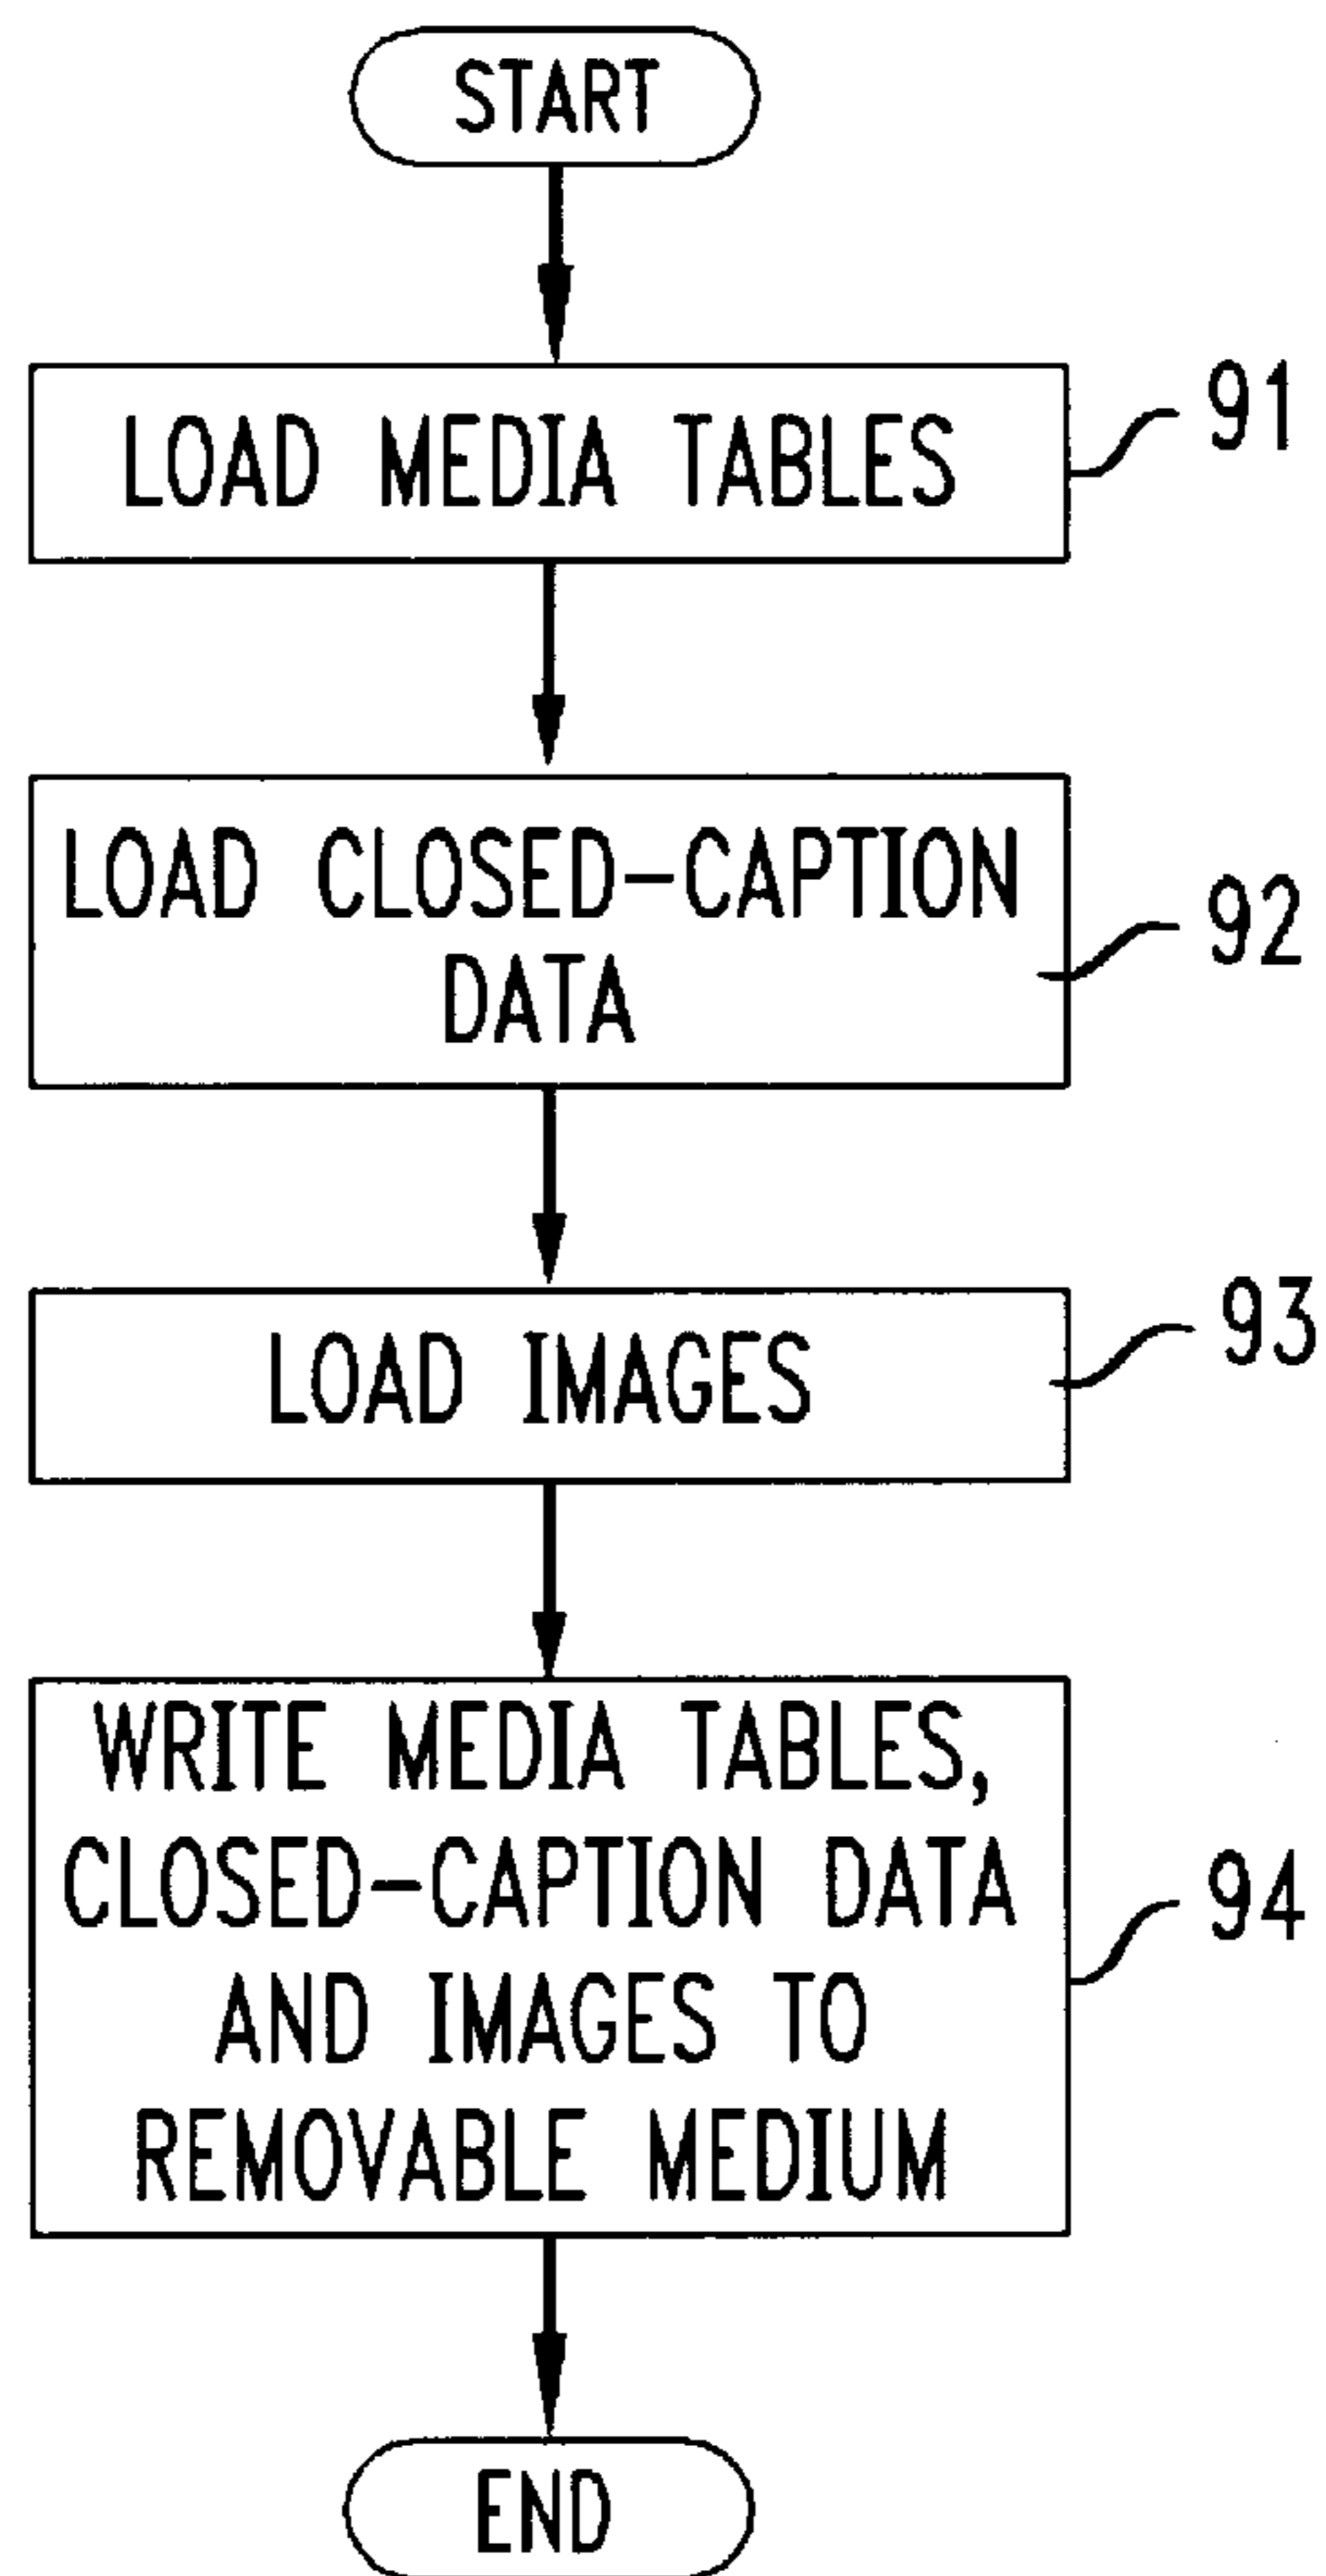 START
LOAD MEDIA TABLES
91
LOAD CLOSED-CAPTION
DATA
92
LOAD IMAGES
93
WRITE MEDIA TABLES,
CLOSED-CAPTION DATA
AND IMAGES TO
REMOVABLE MEDIUM
94
END